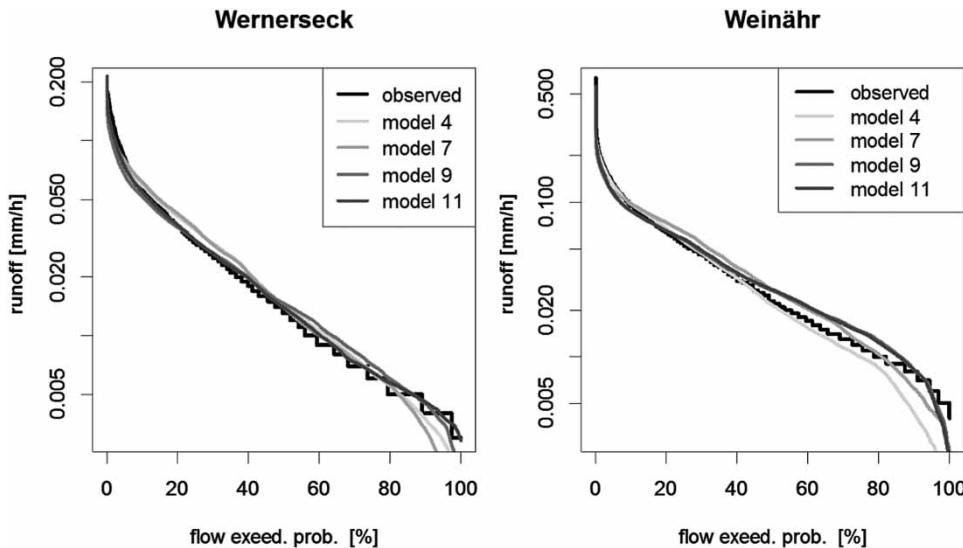 Wernerseck
runoff [mm/h]
0.200
0.050
0.020
0.005
observed
model 4
model 7
model 9
model 11
0 20 40 60 80 100
flow exeed. prob. [%]
Weinähr
runoff [mm/h]
0.500
0.100
0.020
0.005
observed
model 4
model 7
model 9
model 11
0 20 40 60 80 100
flow exeed. prob. [%]